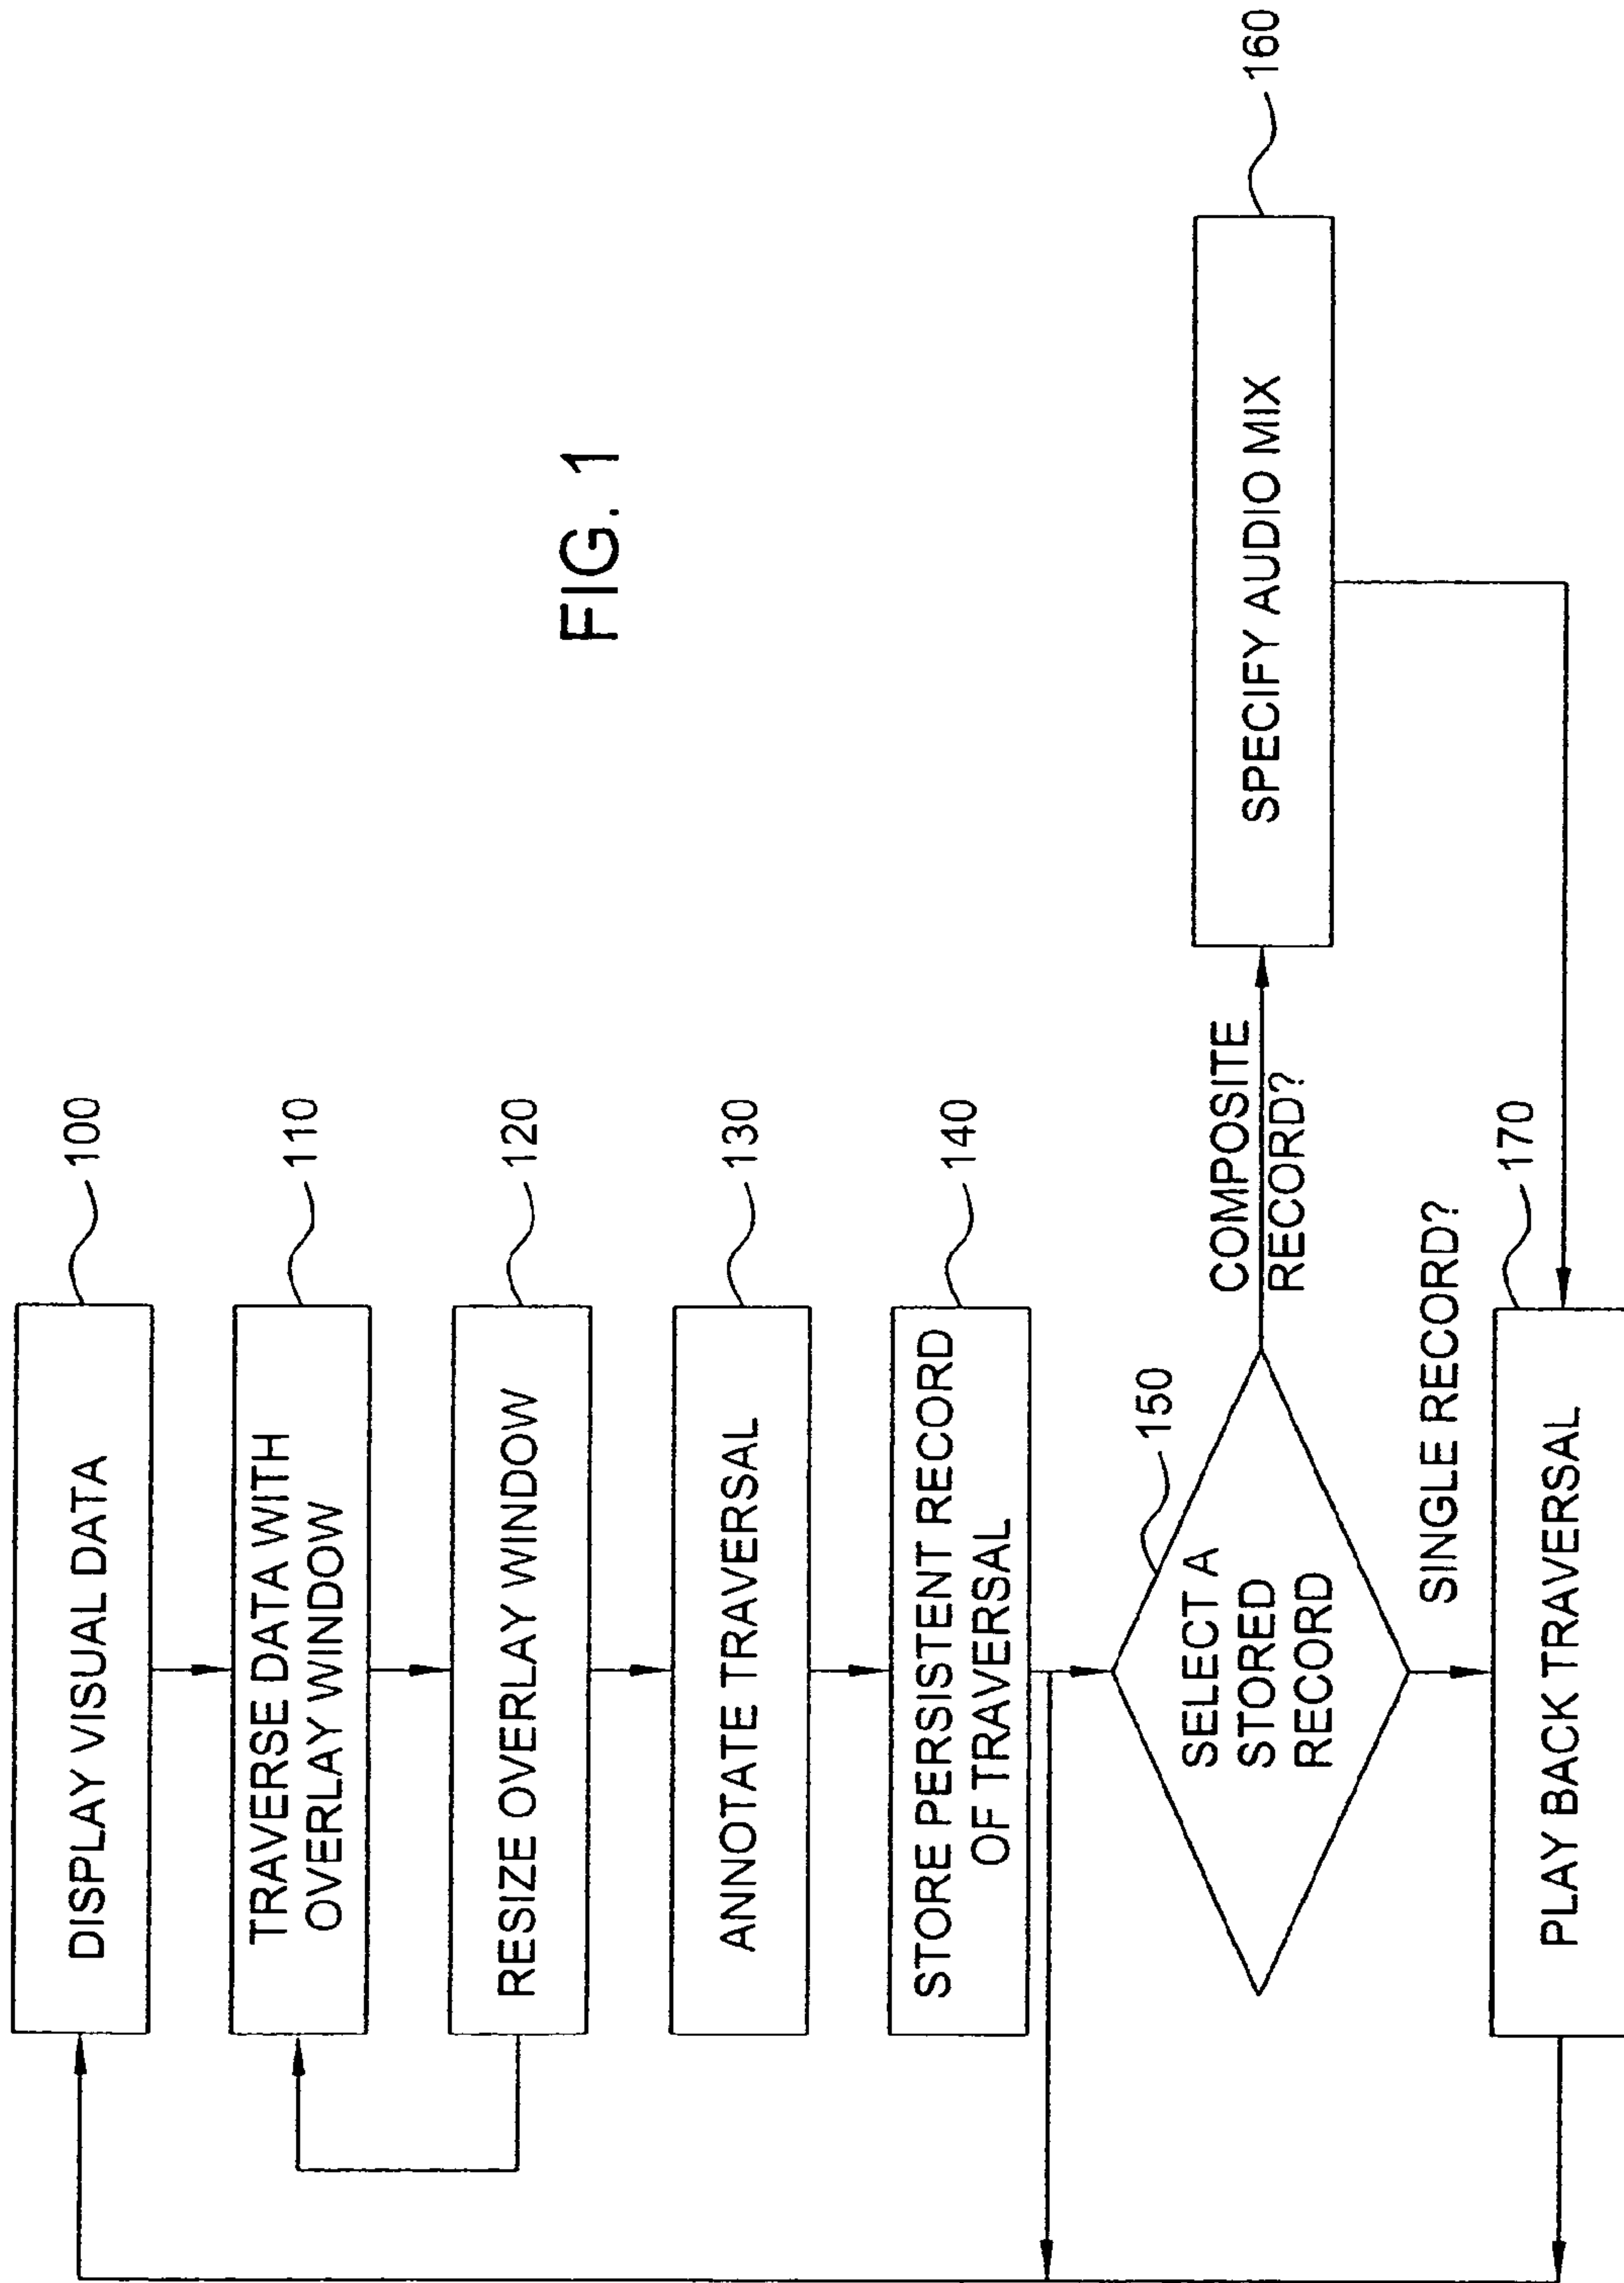 FIG. 1
DISPLAY VISUAL DATA
100
TRAVERSE DATA WITH
OVERLAY WINDOW
110
RESIZE OVERLAY WINDOW
120
ANNOTATE TRAVERSAL
130
STORE PERSISTENT RECORD
OF TRAVERSAL
140
SELECT A
STORED
RECORD
150
COMPOSITE
RECORD?
SPECIFY AUDIO MIX
160
SINGLE RECORD?
PLAY BACK TRAVERSAL
170